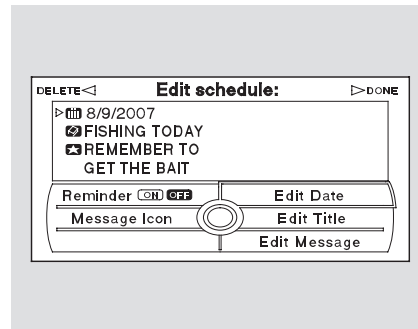 DELETE Edit schedule: DONE
8/9/2007
FISHING TODAY
REMEMBER TO
GET THE BAIT
Reminder ON OFF Edit Date
Message Icon Edit Title
Edit Message